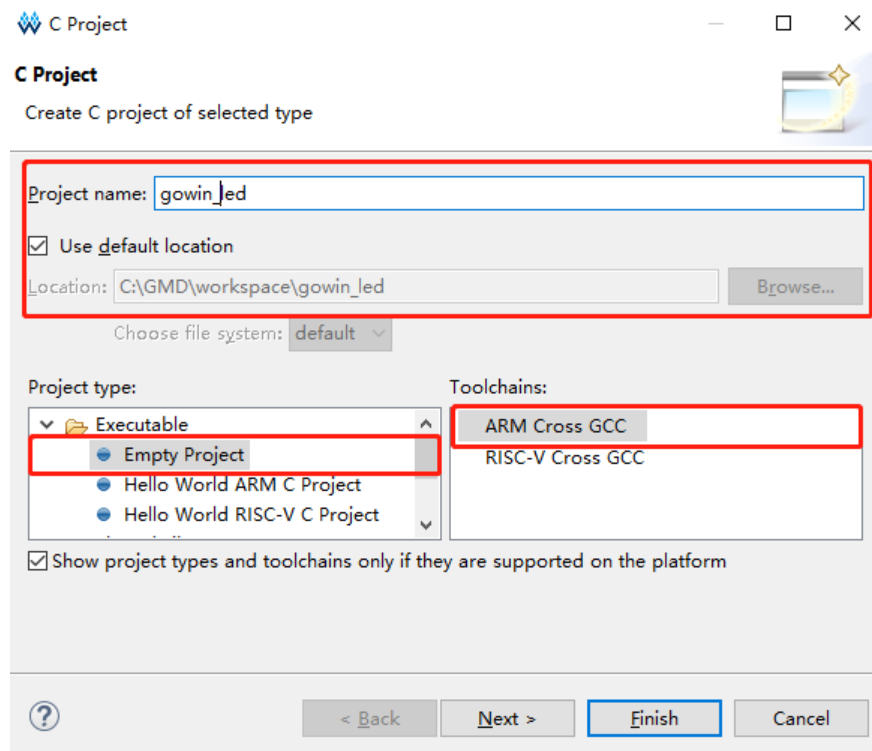 C Project
C Project
Create C project of selected type
Project name: gowin_led
Use default location
Location: C:\GMD\workspace\gowin_led Browse...
Choose file system: default
Project type: Toolchains:
Executable
ARM Cross GCC
Empty Project
RISC-V Cross GCC
Hello World ARM C Project
Hello World RISC-V C Project
Show project types and toolchains only if they are supported on the platform
? < Back Next > Finish Cancel